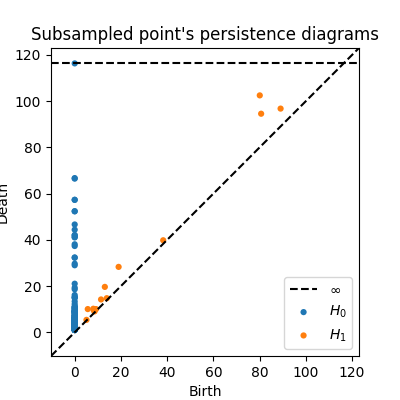 Subsampled point's persistence diagrams
120
100
80
60
40
20
0
Death
0 20 40 60 80 100 120
Birth
∞
H₀
H₁